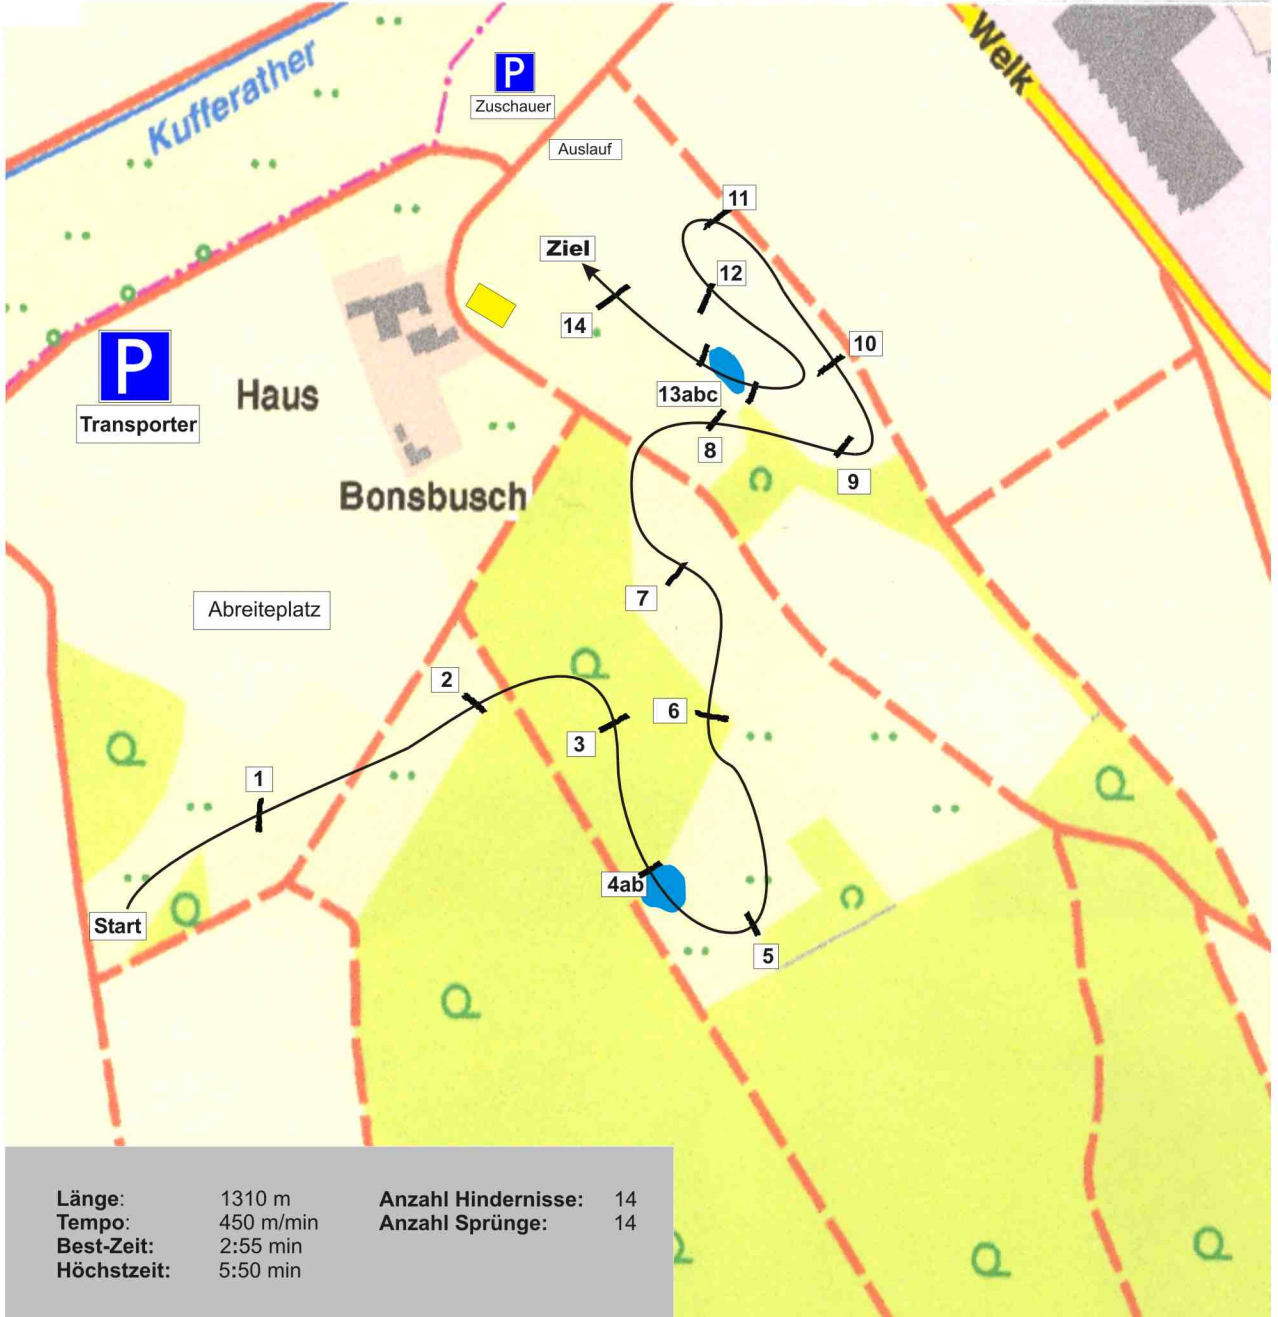 Kufferather
P
Zuschauer
Welk
Auslauf
11
Ziel
12
14
10
P
Transporter
Haus
13abc
8
9
Bonsbusch
7
Abreiteplatz
2
6
3
1
4ab
Start
5
Länge: 1310 m Anzahl Hindernisse: 14
Tempo: 450 m/min Anzahl Sprünge: 14
Best-Zeit: 2:55 min
Höchstzeit: 5:50 min